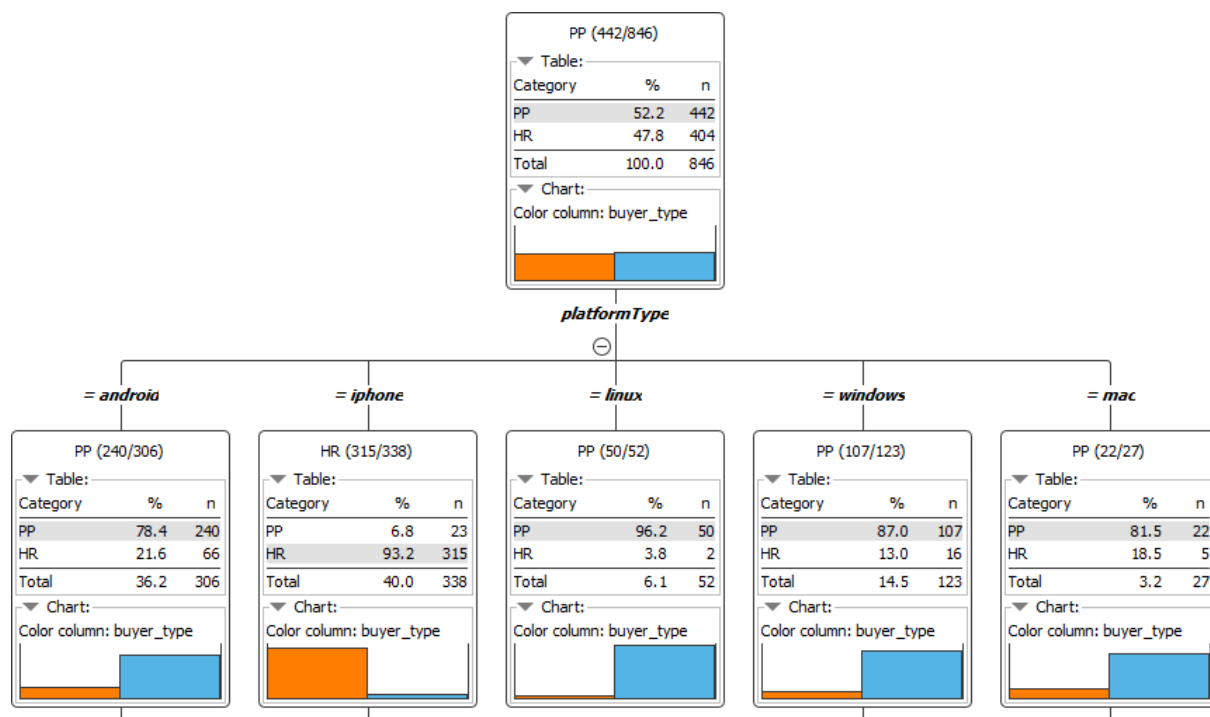 PP (442/846)
Table:
Category % n
PP 52.2 442
HR 47.8 404
Total 100.0 846
Chart:
Color column: buyer_type
platformType
= android
= iphone
= linux
= windows
= mac
PP (240/306)
Table:
Category % n
PP 78.4 240
HR 21.6 66
Total 36.2 306
Chart:
Color column: buyer_type
HR (315/338)
Table:
Category % n
PP 6.8 23
HR 93.2 315
Total 40.0 338
Chart:
Color column: buyer_type
PP (50/52)
Table:
Category % n
PP 96.2 50
HR 3.8 2
Total 6.1 52
Chart:
Color column: buyer_type
PP (107/123)
Table:
Category % n
PP 87.0 107
HR 13.0 16
Total 14.5 123
Chart:
Color column: buyer_type
PP (22/27)
Table:
Category % n
PP 81.5 22
HR 18.5 5
Total 3.2 27
Chart:
Color column: buyer_type